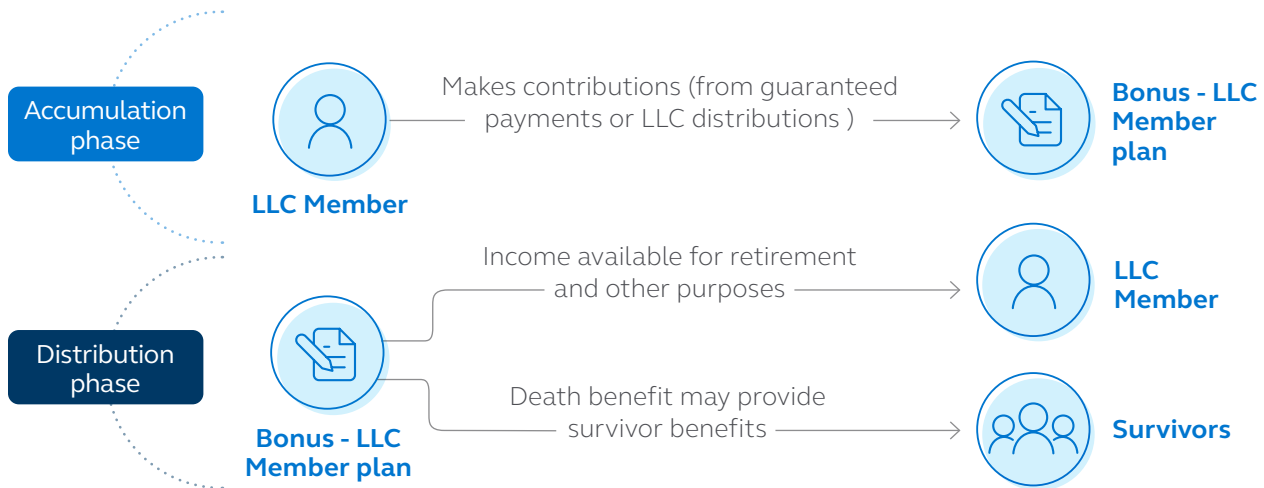 Accumulation
phase
LLC Member
Makes contributions (from guaranteed
payments or LLC distributions )
Bonus - LLC
Member
plan
Distribution
phase
Bonus - LLC
Member plan
Income available for retirement
and other purposes
LLC
Member
Death benefit may provide
survivor benefits
Survivors